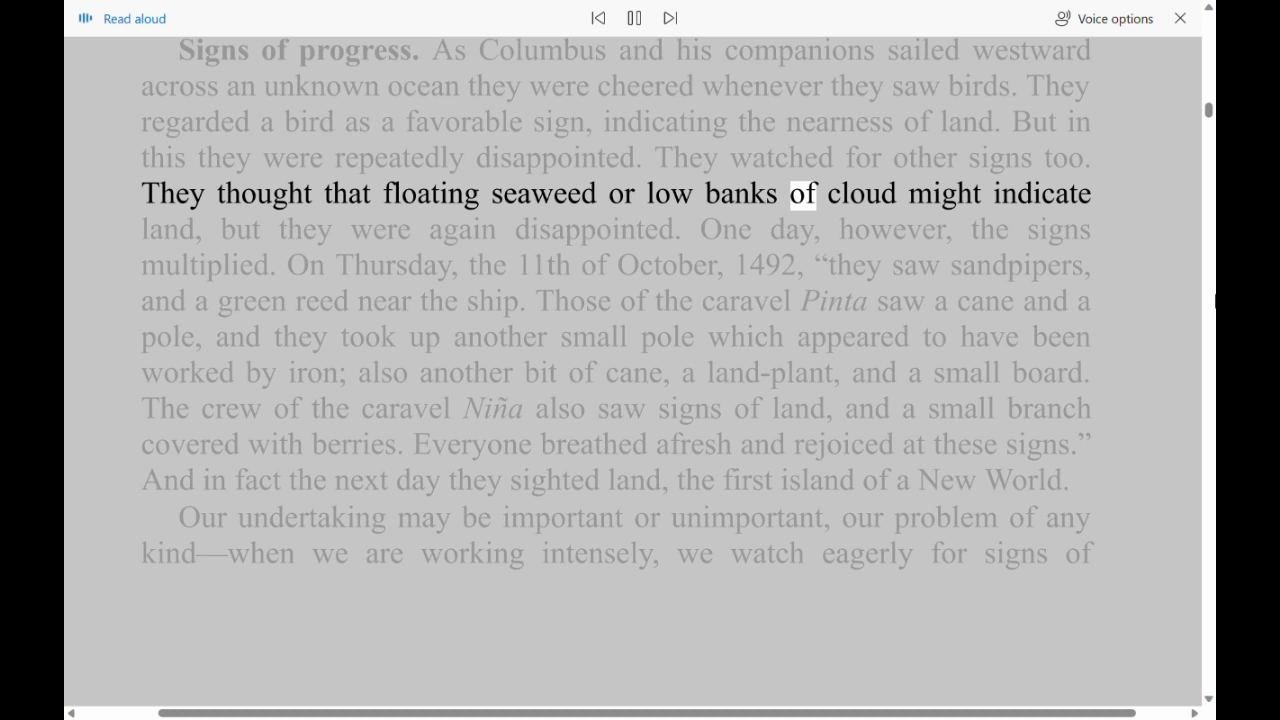 Read aloud
Voice options
Signs of progress. As Columbus and his companions sailed westward
across an unknown ocean they were cheered whenever they saw birds. They
regarded a bird as a favorable sign, indicating the nearness of land. But in
this they were repeatedly disappointed. They watched for other signs too.
They thought that floating seaweed or low banks of cloud might indicate
land, but they were again disappointed. One day, however, the signs
multiplied. On Thursday, the 11th of October, 1492, “they saw sandpipers,
and a green reed near the ship. Those of the caravel Pinta saw a cane and a
pole, and they took up another small pole which appeared to have been
worked by iron; also another bit of cane, a land-plant, and a small board.
The crew of the caravel Niña also saw signs of land, and a small branch
covered with berries. Everyone breathed afresh and rejoiced at these signs.”
And in fact the next day they sighted land, the first island of a New World.
Our undertaking may be important or unimportant, our problem of any
kind—when we are working intensely, we watch eagerly for signs of